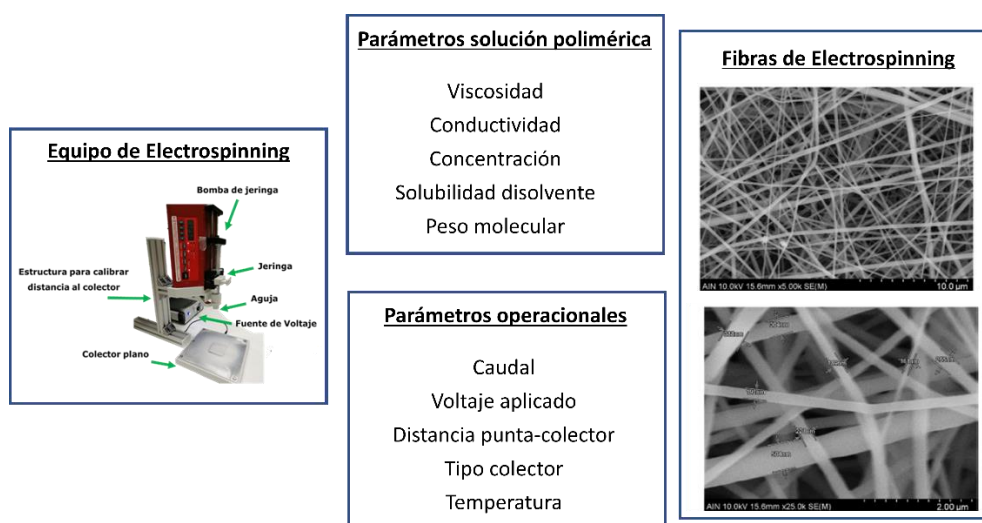 Equipo de Electrospinning
Bomba de jeringa
Estructura para calibrar
distancia al colector
Jeringa
Aguja
Fuente de Voltaje
Colector plano
Parámetros solución polimérica
Viscosidad
Conductividad
Concentración
Solubilidad disolvente
Peso molecular
Parámetros operacionales
Caudal
Voltaje aplicado
Distancia punta-colector
Tipo colector
Temperatura
Fibras de Electrospinning
AIN 10.0kV 15.6mm x5.00k SE(M)
10.0 µm
AIN 10.0kV 15.6mm x25.0k SE(M)
2.00 µm